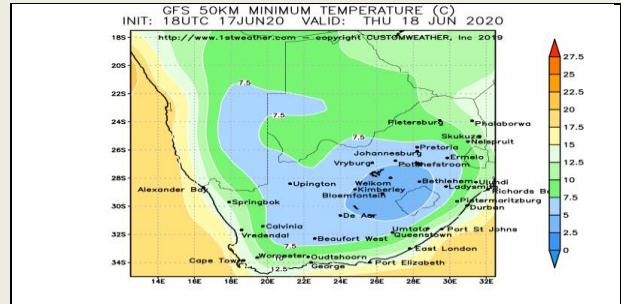 GFS 50KM MINIMUM TEMPERATURE (C)
INIT: 18UTC 17JUN20 VALID: THU 18 JUN 2020
http://www.1stweather.com copyright CUSTOMWEATHER, Inc 2019
18S
20S
22S
24S
26S
28S
30S
32S
34S
14E 16E 18E 20E 22E 24E 26E 28E 30E 32E
7.5
7.5
7.5
7.5
10
12.5
Pietersburg
Phalaborwa
Skukuza
Nelspruit
Pretoria
Johannesburg
Ermelo
Vryburg
Potchefstroom
Welkom
Bethlehem
Ulundi
Ladysmith
Richards B
Upington
Kimberley
Bloemfontein
Alexander Bay
Springbok
Pietermaritzburg
Durban
De Aar
Umtata
Port St Johns
Queenstown
Calvinia
Vredendal
Beaufort West
East London
Worcester
Oudtshoorn
Cape Town
George
Port Elizabeth
27.5
25
22.5
20
17.5
15
12.5
10
7.5
5
2.5
0